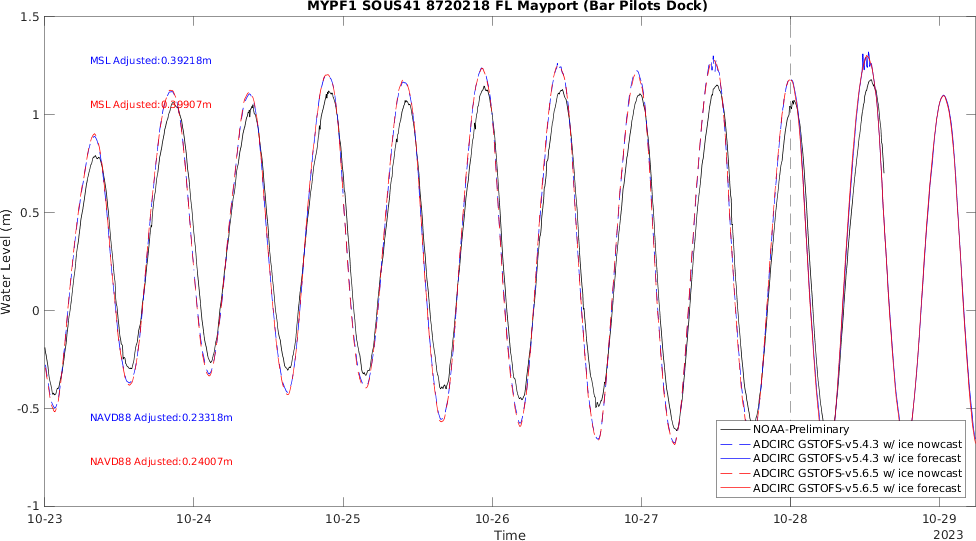 MYPF1 SOUS41 8720218 FL Mayport (Bar Pilots Dock)
1.5
MSL Adjusted:0.39218m
MSL Adjusted:0.39907m
1
0.5
Water Level (m)
0
-0.5
NAVD88 Adjusted:0.23318m
NAVD88 Adjusted:0.24007m
NOAA-Preliminary
ADCIRC GSTOFS-v5.4.3 w/ ice nowcast
ADCIRC GSTOFS-v5.4.3 w/ ice forecast
ADCIRC GSTOFS-v5.6.5 w/ ice nowcast
ADCIRC GSTOFS-v5.6.5 w/ ice forecast
-1
10-23 10-24 10-25 10-26 10-27 10-28 10-29
Time 2023